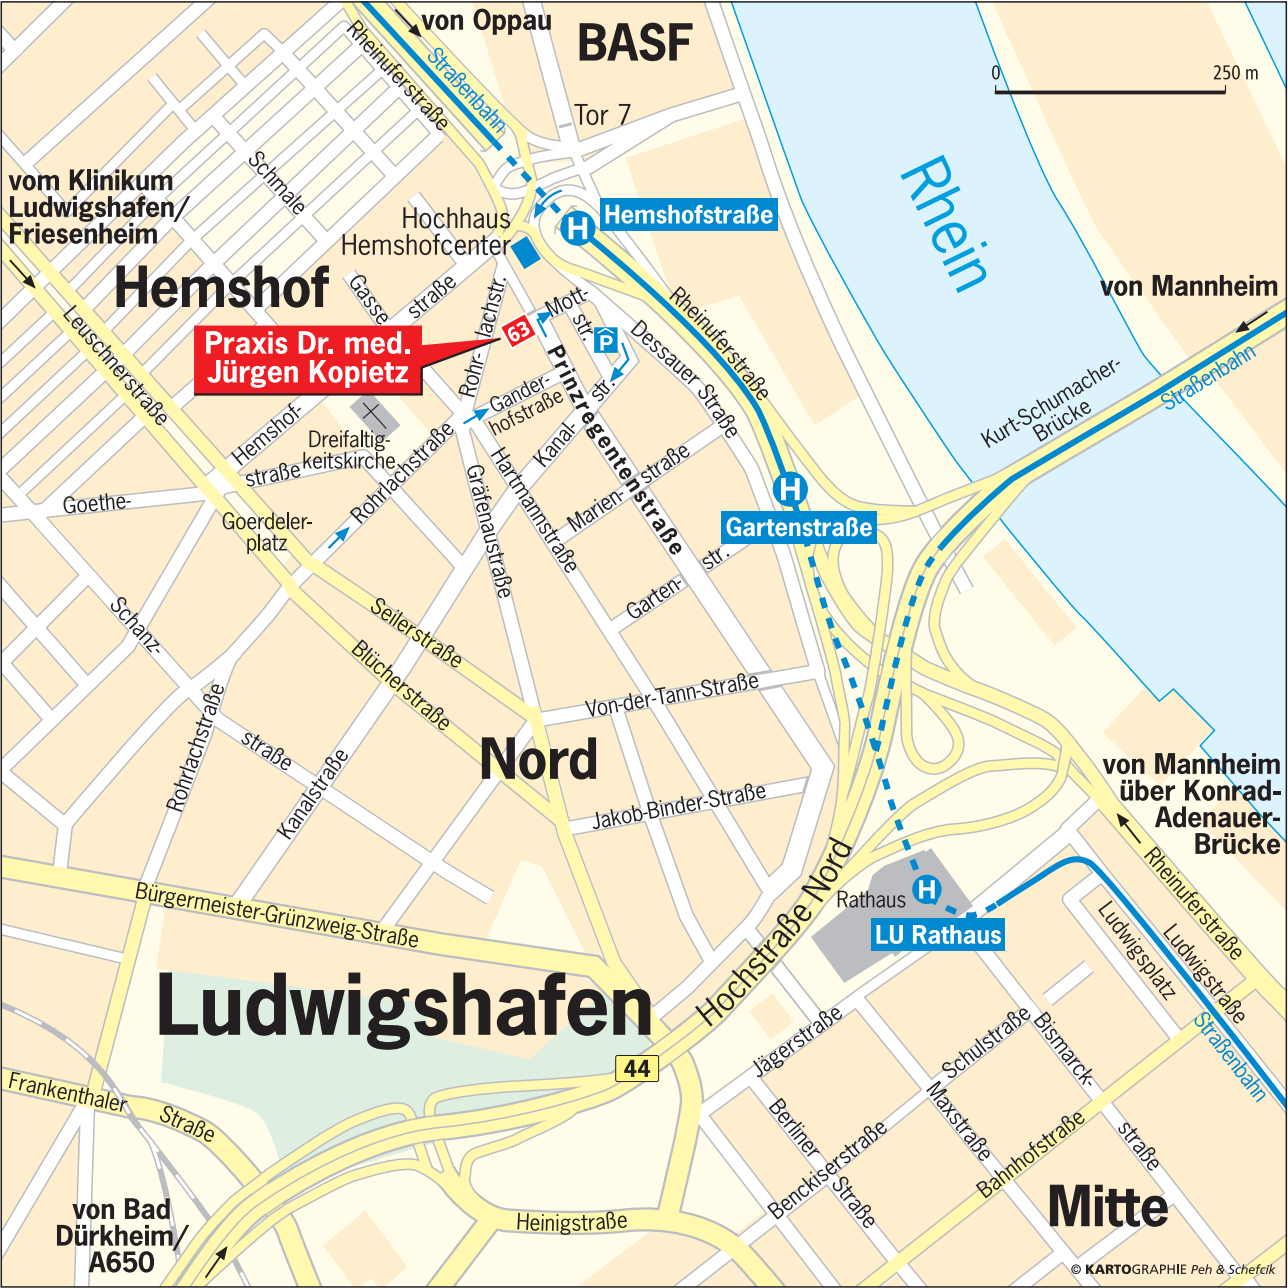 von Oppau
BASF
Straßenbahn
Rheinuferstraße
Tor 7
0 250 m
Rhein
Schmale
Gasse
vom Klinikum
Ludwigshafen/
Friesenheim
Hochhaus
Hemshofcenter
H
Hemshofstraße
Hemshof
straße
Rohr-
lachstr.
Mott-
str.
63
P
Praxis Dr. med.
Jürgen Kopietz
Prinzregentenstraße
Dessauer Straße
Rheinuferstraße
von Mannheim
Straßenbahn
Kurt-Schumacher-
Brücke
Leuschnerstraße
Gander-
hofstraße
Kanal-
str.
Hemshof-
straße
Dreifaltig-
keitskirche
Rohrlachstraße
Goethe-
Goerdeler-
platz
Gräfenaustraße
Hartmannstraße
Marien-
straße
Garten-
str.
H
Gartenstraße
Schanz-
straße
Seilerstraße
Blücherstraße
Rohrlachstraße
Kanalstraße
Von-der-Tann-Straße
Nord
Jakob-Binder-Straße
von Mannheim
über Konrad-
Adenauer-
Brücke
Rheinuferstraße
Bürgermeister-Grünzweig-Straße
Hochstraße Nord
Rathaus
H
LU Rathaus
Ludwigsplatz
Ludwigstraße
Straßenbahn
Ludwigshafen
44
Jägerstraße
Schulstraße
Bismarck-
straße
Maxstraße
Berliner
Straße
Benckiserstraße
Bahnhofstraße
Frankenthaler
Straße
Heinigstraße
von Bad
Dürkheim/
A650
Mitte
© KARTOGRAPHIE Peh & Schefcik